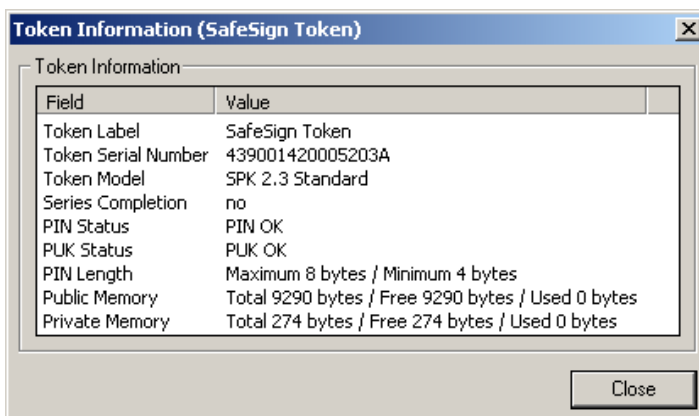 Token Information (SafeSign Token)
Token Information
Field Value
Token Label SafeSign Token
Token Serial Number 439001420005203A
Token Model SPK 2.3 Standard
Series Completion no
PIN Status PIN OK
PUK Status PUK OK
PIN Length Maximum 8 bytes / Minimum 4 bytes
Public Memory Total 9290 bytes / Free 9290 bytes / Used 0 bytes
Private Memory Total 274 bytes / Free 274 bytes / Used 0 bytes
Close